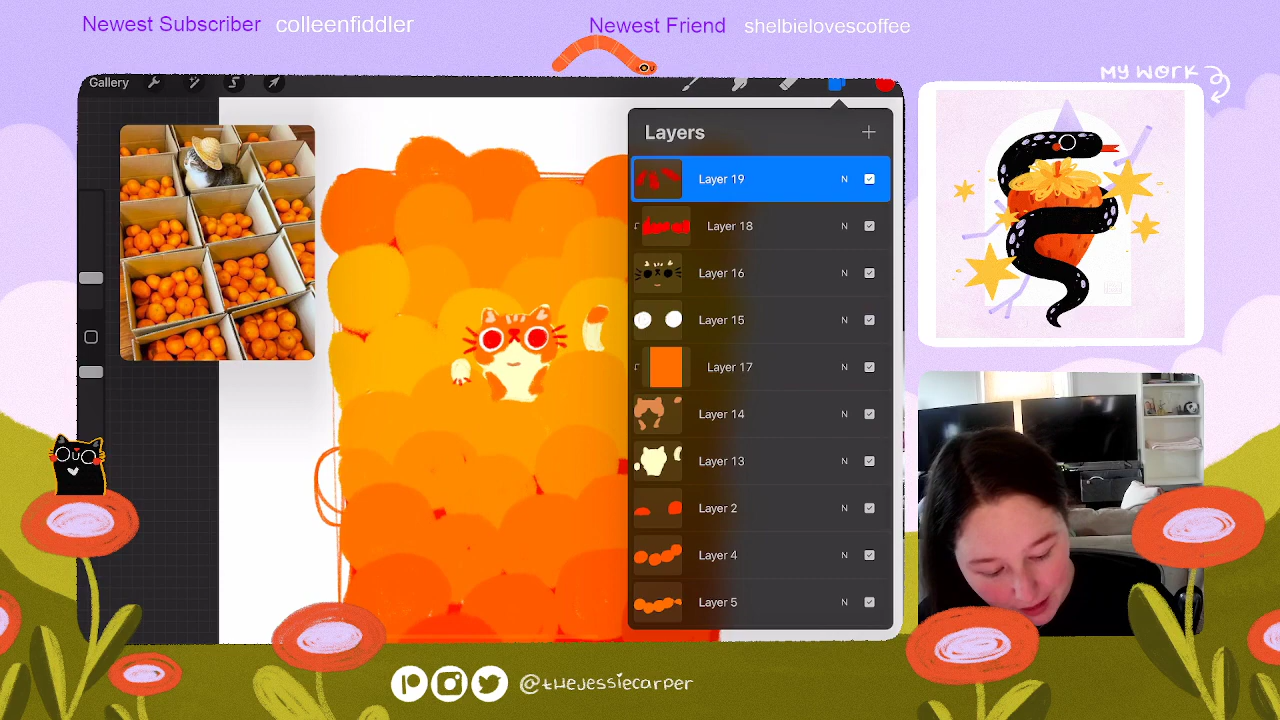 Newest Subscriber colleenfiddler
Newest Friend shelbielovescoffee
MY WORK
Gallery
Layers
Layer 19 N
Layer 18 N
Layer 16 N
Layer 15 N
Layer 17 N
Layer 14 N
Layer 13 N
Layer 2 N
Layer 4 N
Layer 5 N
@theJessiecarper